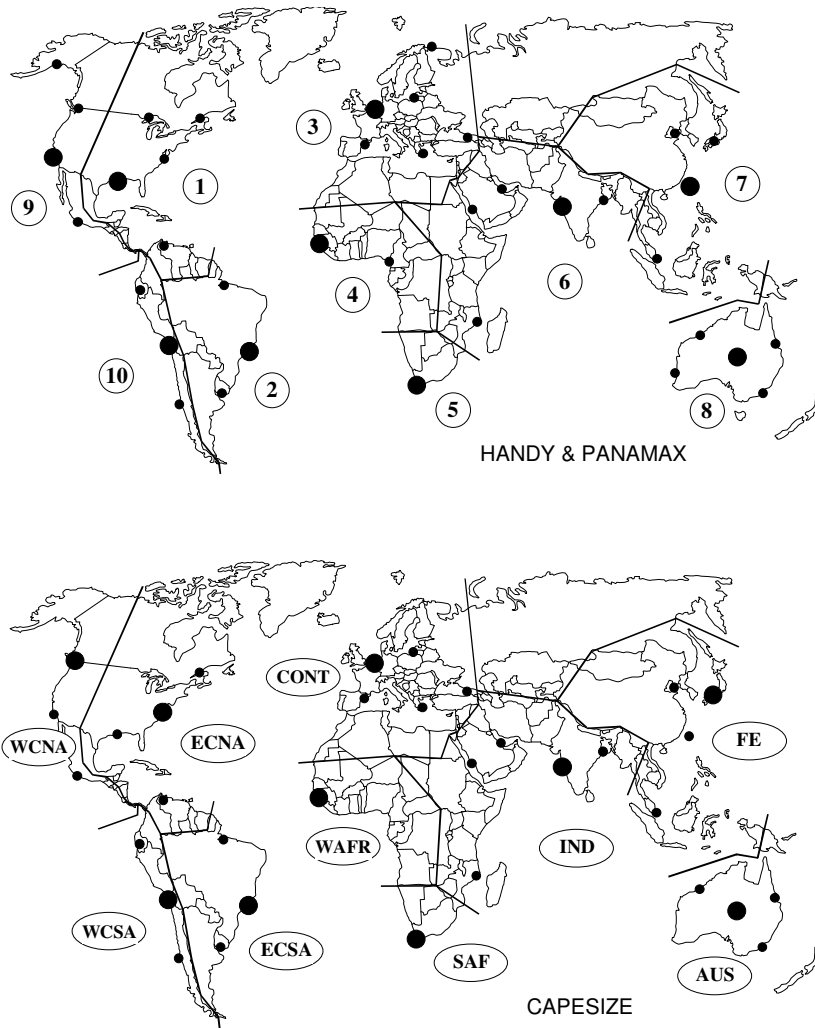 3
1
7
9
6
4
10
2
5
8
HANDY & PANAMAX
CONT
WCNA
ECNA
FE
WAFR
IND
WCSA
ECSA
SAF
AUS
CAPESIZE